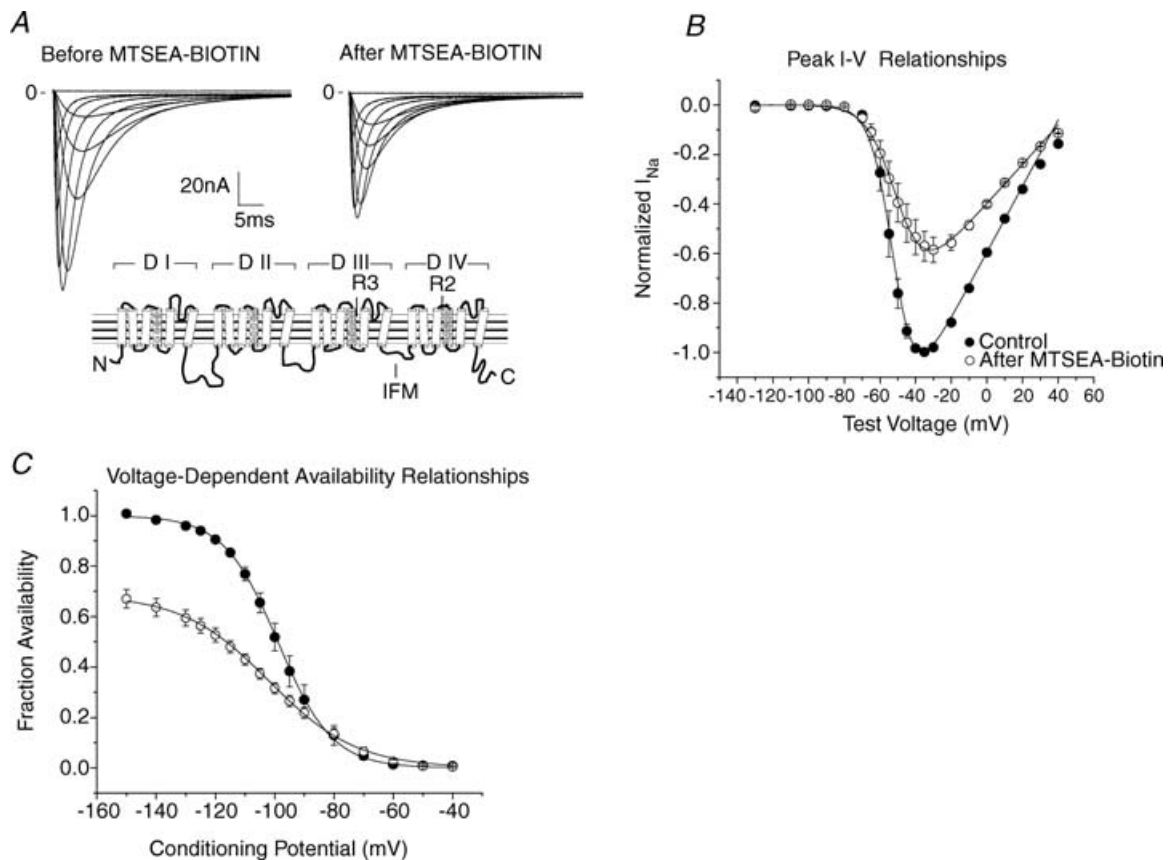 A
Before MTSEA-BIOTIN
After MTSEA-BIOTIN
0
0
20nA
5ms
D I
D II
D III
D IV
R3
R2
N
C
IFM
B
Peak I-V Relationships
Normalized I_Na
0.0
-0.2
-0.4
-0.6
-0.8
-1.0
Control
After MTSEA-Biotin
-140 -120 -100 -80 -60 -40 -20 0 20 40 60
Test Voltage (mV)
C
Voltage-Dependent Availability Relationships
Fraction Availability
1.0
0.8
0.6
0.4
0.2
0.0
-160 -140 -120 -100 -80 -60 -40
Conditioning Potential (mV)